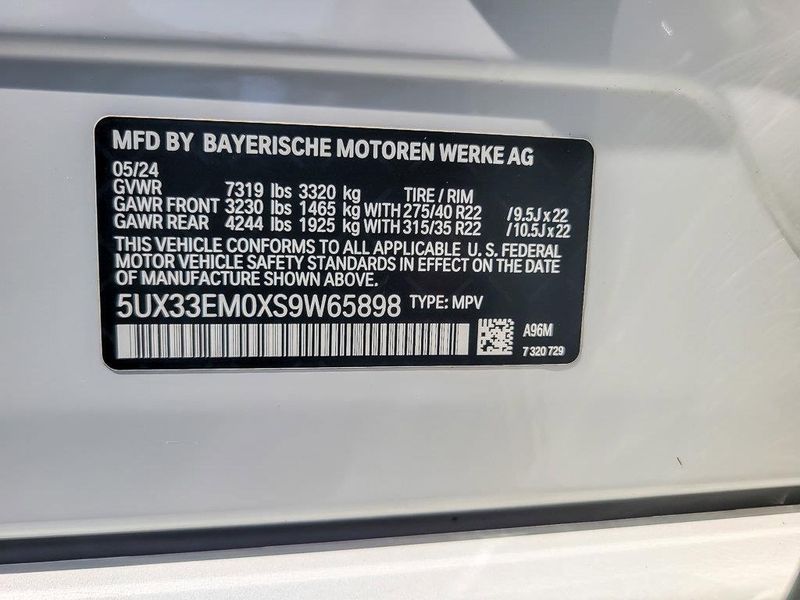 MFD BY BAYERISCHE MOTOREN WERKE AG
05/24
GVWR 7319 lbs 3320 kg TIRE / RIM
GAWR FRONT 3230 lbs 1465 kg WITH 275/40 R22 /9.5J x 22
GAWR REAR 4244 lbs 1925 kg WITH 315/35 R22 /10.5J x 22
THIS VEHICLE CONFORMS TO ALL APPLICABLE U. S. FEDERAL
MOTOR VEHICLE SAFETY STANDARDS IN EFFECT ON THE DATE
OF MANUFACTURE SHOWN ABOVE.
5UX33EM0XS9W65898 TYPE: MPV
A96M
7 320 729